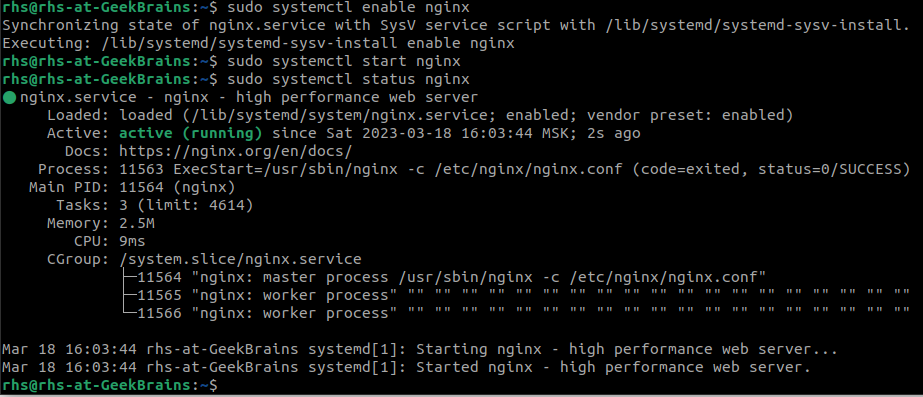 rhs@rhs-at-GeekBrains:~$ sudo systemctl enable nginx
Synchronizing state of nginx.service with SysV service script with /lib/systemd/systemd-sysv-install.
Executing: /lib/systemd/systemd-sysv-install enable nginx
rhs@rhs-at-GeekBrains:~$ sudo systemctl start nginx
rhs@rhs-at-GeekBrains:~$ sudo systemctl status nginx
● nginx.service - nginx - high performance web server
     Loaded: loaded (/lib/systemd/system/nginx.service; enabled; vendor preset: enabled)
     Active: active (running) since Sat 2023-03-18 16:03:44 MSK; 2s ago
       Docs: https://nginx.org/en/docs/
    Process: 11563 ExecStart=/usr/sbin/nginx -c /etc/nginx/nginx.conf (code=exited, status=0/SUCCESS)
   Main PID: 11564 (nginx)
      Tasks: 3 (limit: 4614)
     Memory: 2.5M
        CPU: 9ms
     CGroup: /system.slice/nginx.service
             ├─11564 "nginx: master process /usr/sbin/nginx -c /etc/nginx/nginx.conf"
             ├─11565 "nginx: worker process" "" "" "" "" "" "" "" "" "" "" "" "" "" "" "" "" "" "" ""
             └─11566 "nginx: worker process" "" "" "" "" "" "" "" "" "" "" "" "" "" "" "" "" "" "" ""
Mar 18 16:03:44 rhs-at-GeekBrains systemd[1]: Starting nginx - high performance web server...
Mar 18 16:03:44 rhs-at-GeekBrains systemd[1]: Started nginx - high performance web server.
rhs@rhs-at-GeekBrains:~$